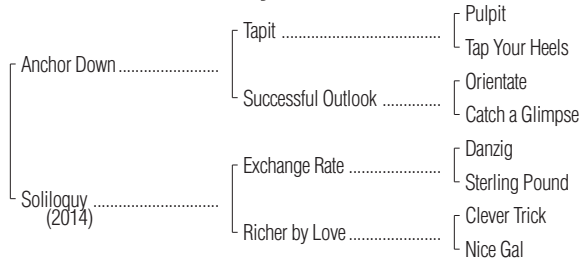 Pulpit
Tapit ..............................
Tap Your Heels
Anchor Down .......................
Orientate
Successful Outlook .............
Catch a Glimpse
Danzig
Exchange Rate .....................
Sterling Pound
Soliloquy .............................
(2014)
Clever Trick
Richer by Love .....................
Nice Gal